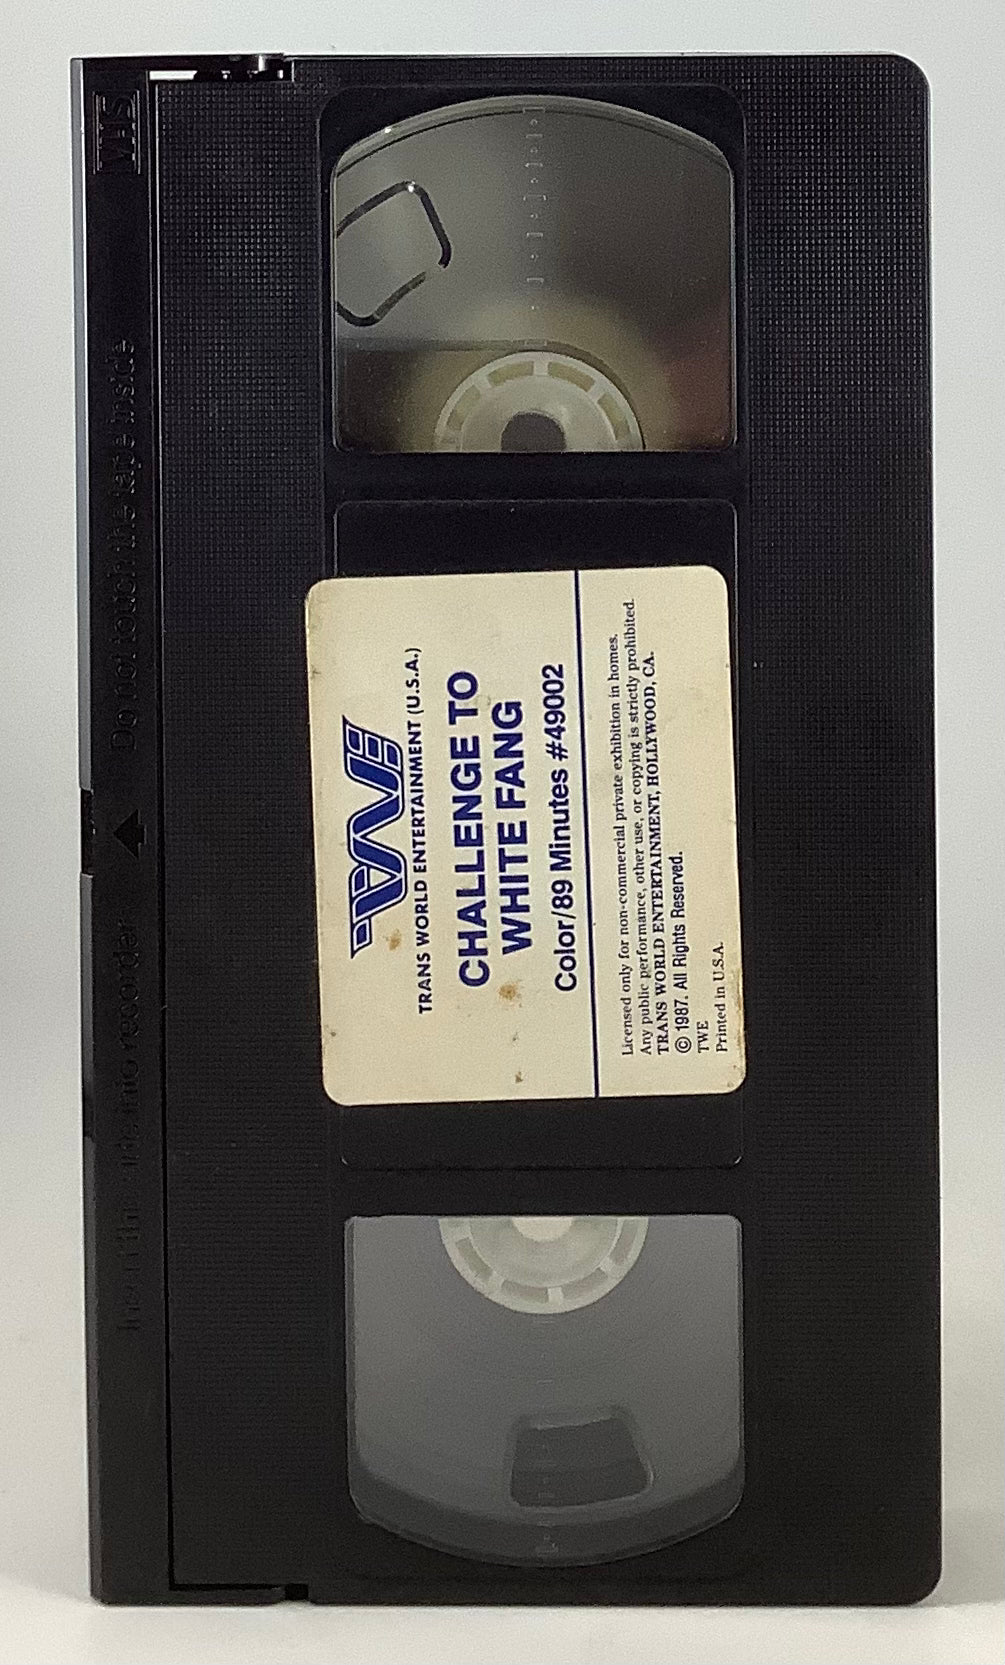 VHS
Do not touch the tape inside
Insert this side into recorder
TWE
TRANS WORLD ENTERTAINMENT (U.S.A.)
CHALLENGE TO
WHITE FANG
Color/89 Minutes #49002
Licensed only for non-commercial private exhibition in homes.
Any public performance, other use, or copying is strictly prohibited.
TRANS WORLD ENTERTAINMENT, HOLLYWOOD, CA.
© 1987. All Rights Reserved.
TWE
Printed in U.S.A.